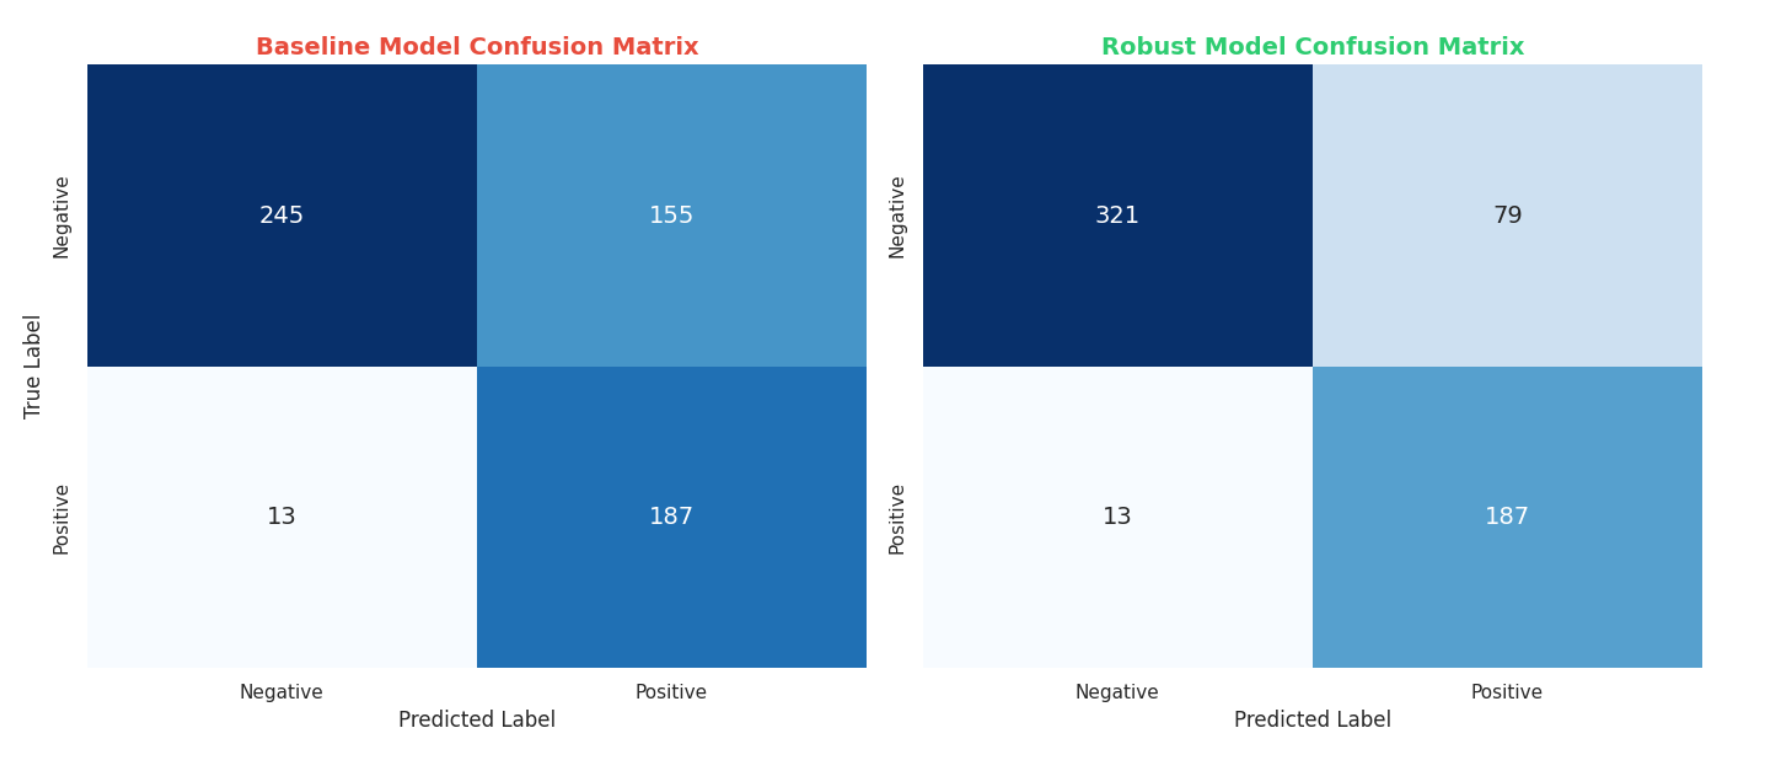 Baseline Model Confusion Matrix
True Label
Negative
Positive
245
155
13
187
Negative
Positive
Predicted Label
Robust Model Confusion Matrix
Negative
Positive
321
79
13
187
Negative
Positive
Predicted Label